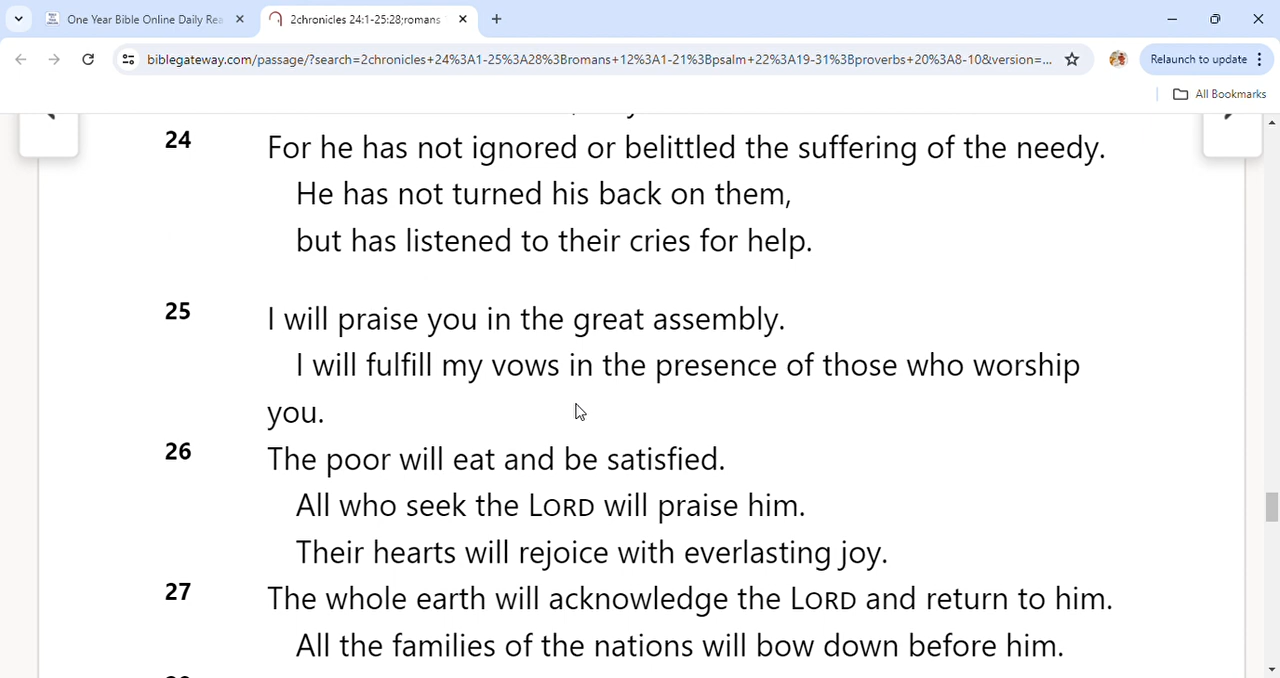 One Year Bible Online Daily Rea
2chronicles 24:1-25:28;romans
biblegateway.com/passage/?search=2chronicles+24%3A1-25%3A28%3Bromans+12%3A1-21%3Bpsalm+22%3A19-31%3Bproverbs+20%3A8-10&version=...
Relaunch to update
All Bookmarks
24 For he has not ignored or belittled the suffering of the needy.
He has not turned his back on them,
but has listened to their cries for help.
25 I will praise you in the great assembly.
I will fulfill my vows in the presence of those who worship
you.
26 The poor will eat and be satisfied.
All who seek the LORD will praise him.
Their hearts will rejoice with everlasting joy.
27 The whole earth will acknowledge the LORD and return to him.
All the families of the nations will bow down before him.